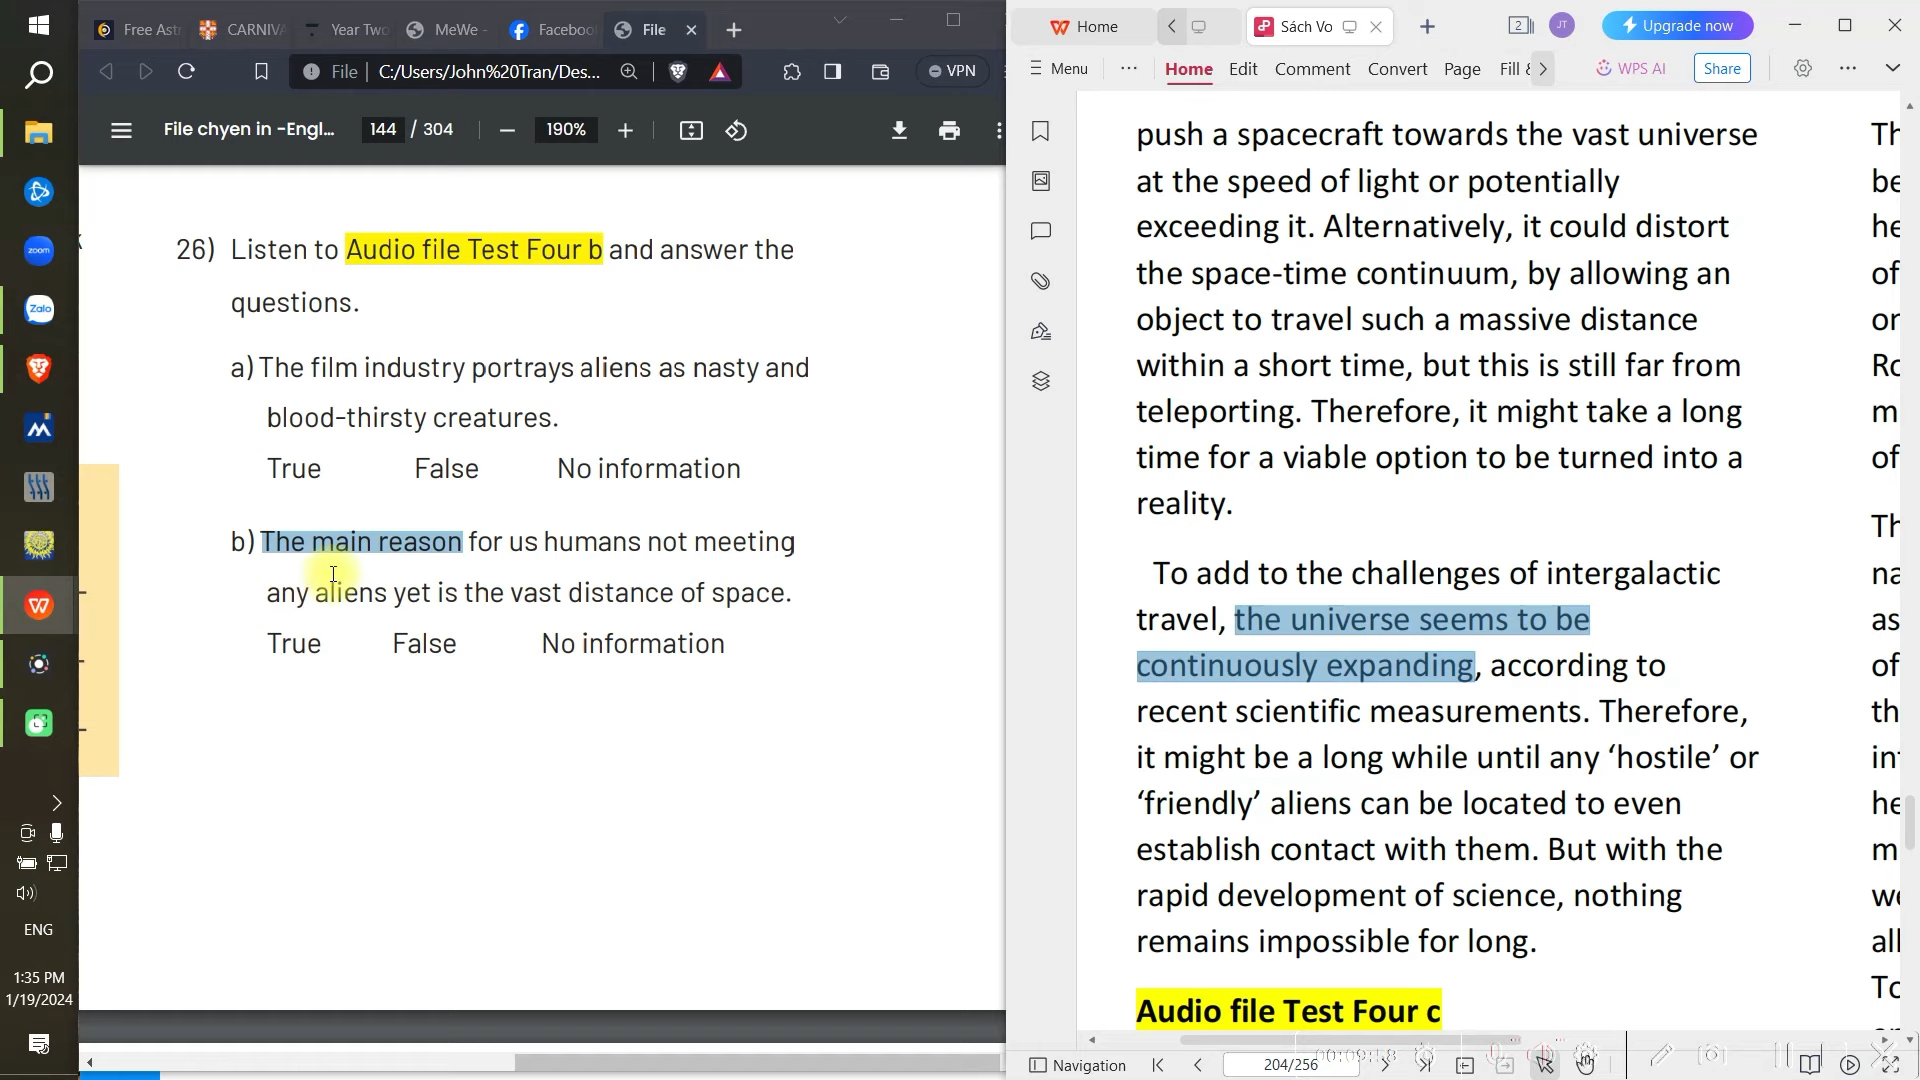 Free Astr
CARNIVA
Year Two
MeWe -
Faceboo
File
File
C:/Users/John%20Tran/Des...
VPN
File chyen in -Engl...
144 / 304
190%
26) Listen to Audio file Test Four b and answer the
questions.
a) The film industry portrays aliens as nasty and
blood-thirsty creatures.
True False No information
b) The main reason for us humans not meeting
any aliens yet is the vast distance of space.
True False No information
zoom
Zalo
ENG
1:35 PM
1/19/2024
Home
Sách Vo
2
JT
Upgrade now
Menu
Home Edit Comment Convert Page Fill &
WPS AI
Share
push a spacecraft towards the vast universe
at the speed of light or potentially
exceeding it. Alternatively, it could distort
the space-time continuum, by allowing an
object to travel such a massive distance
within a short time, but this is still far from
teleporting. Therefore, it might take a long
time for a viable option to be turned into a
reality.
To add to the challenges of intergalactic
travel, the universe seems to be
continuously expanding, according to
recent scientific measurements. Therefore,
it might be a long while until any ‘hostile’ or
‘friendly’ aliens can be located to even
establish contact with them. But with the
rapid development of science, nothing
remains impossible for long.
Audio file Test Four c
Navigation
204/256